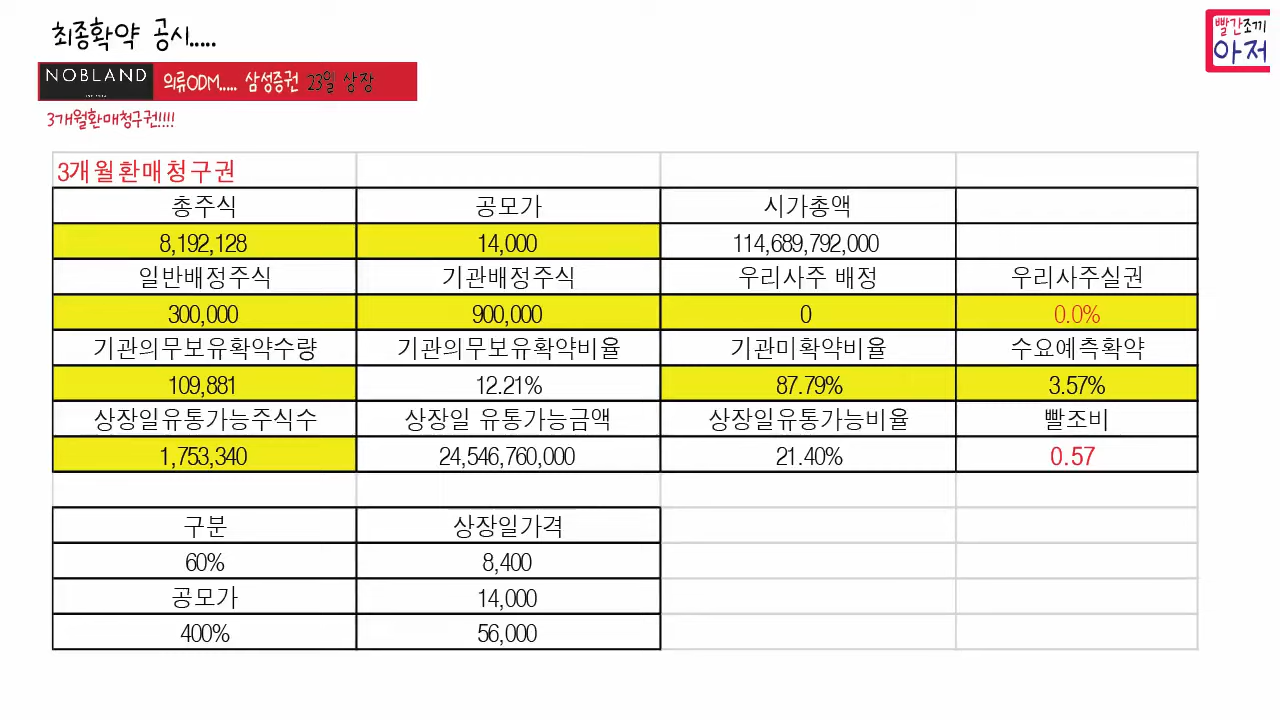 최종확약 공시.....
빨간조끼
아저
NOBLAND 의류ODM..... 삼성증권 23일 상장
3개월환매청구권!!!!
3개월환매청구권
총주식 공모가 시가총액
8,192,128 14,000 114,689,792,000
일반배정주식 기관배정주식 우리사주 배정 우리사주실권
300,000 900,000 0 0.0%
기관의무보유확약수량 기관의무보유확약비율 기관미확약비율 수요예측확약
109,881 12.21% 87.79% 3.57%
상장일유통가능주식수 상장일 유통가능금액 상장일유통가능비율 빨조비
1,753,340 24,546,760,000 21.40% 0.57
구분 상장일가격
60% 8,400
공모가 14,000
400% 56,000